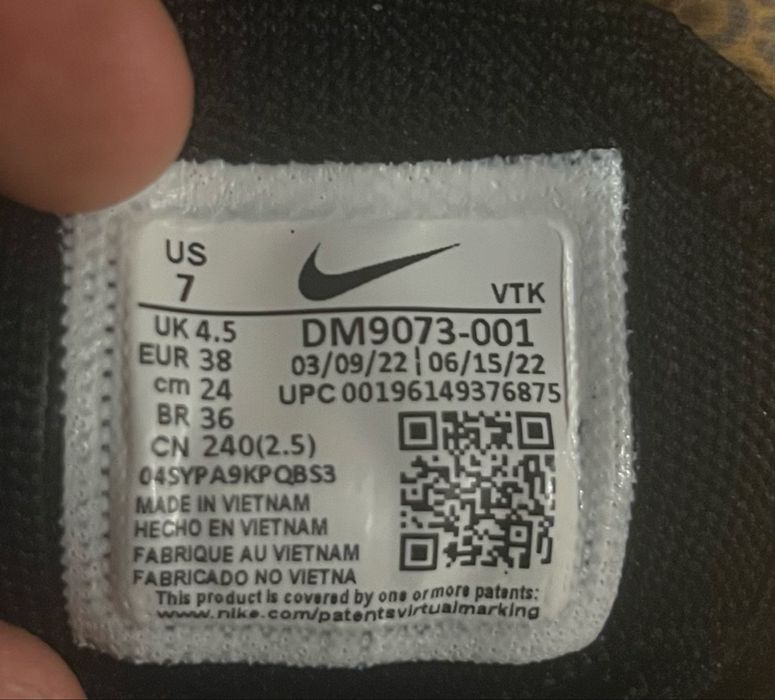 US
7
VTK
UK 4.5
DM9073-001
EUR 38
03/09/22 | 06/15/22
cm 24
UPC 00196149376875
BR 36
CN 240(2.5)
04SYPA9KPQBS3
MADE IN VIETNAM
HECHO EN VIETNAM
FABRIQUE AU VIETNAM
FABRICADO NO VIETNA
This product is covered by one or more patents:
www.nike.com/patentsvirtualmarking